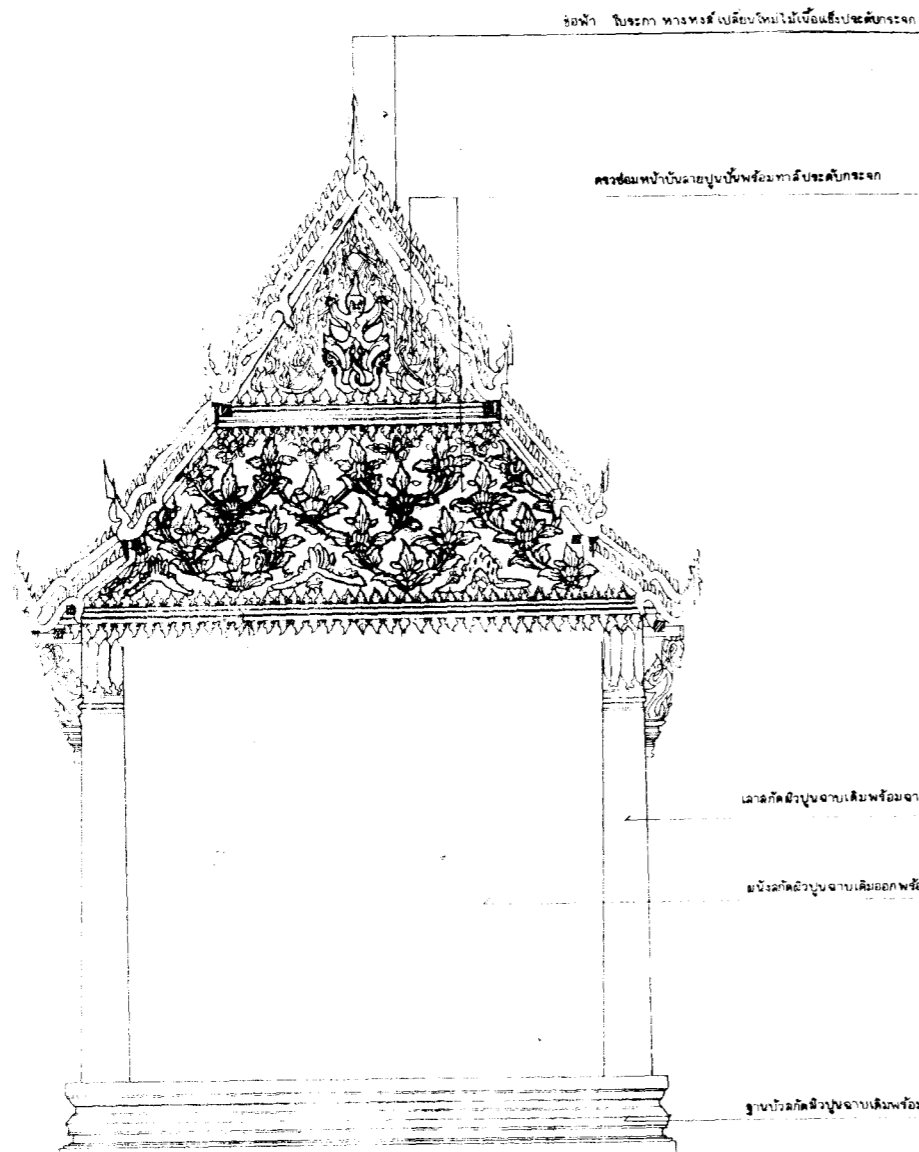 ช่อฟ้า ใบระกา หางหงส์ เปลี่ยนใหม่ไม้เนื้อแข็งประดับกระจก
ตรวจซ่อมหน้าบันลายปูนปั้นพร้อมทาสีประดับกระจก
เสาสกัดผิวปูนฉาบเดิมพร้อมฉา
ผนังสกัดผิวปูนฉาบเดิมออกพร้อ
ฐานบัวสกัดผิวปูนฉาบเดิมพร้อม